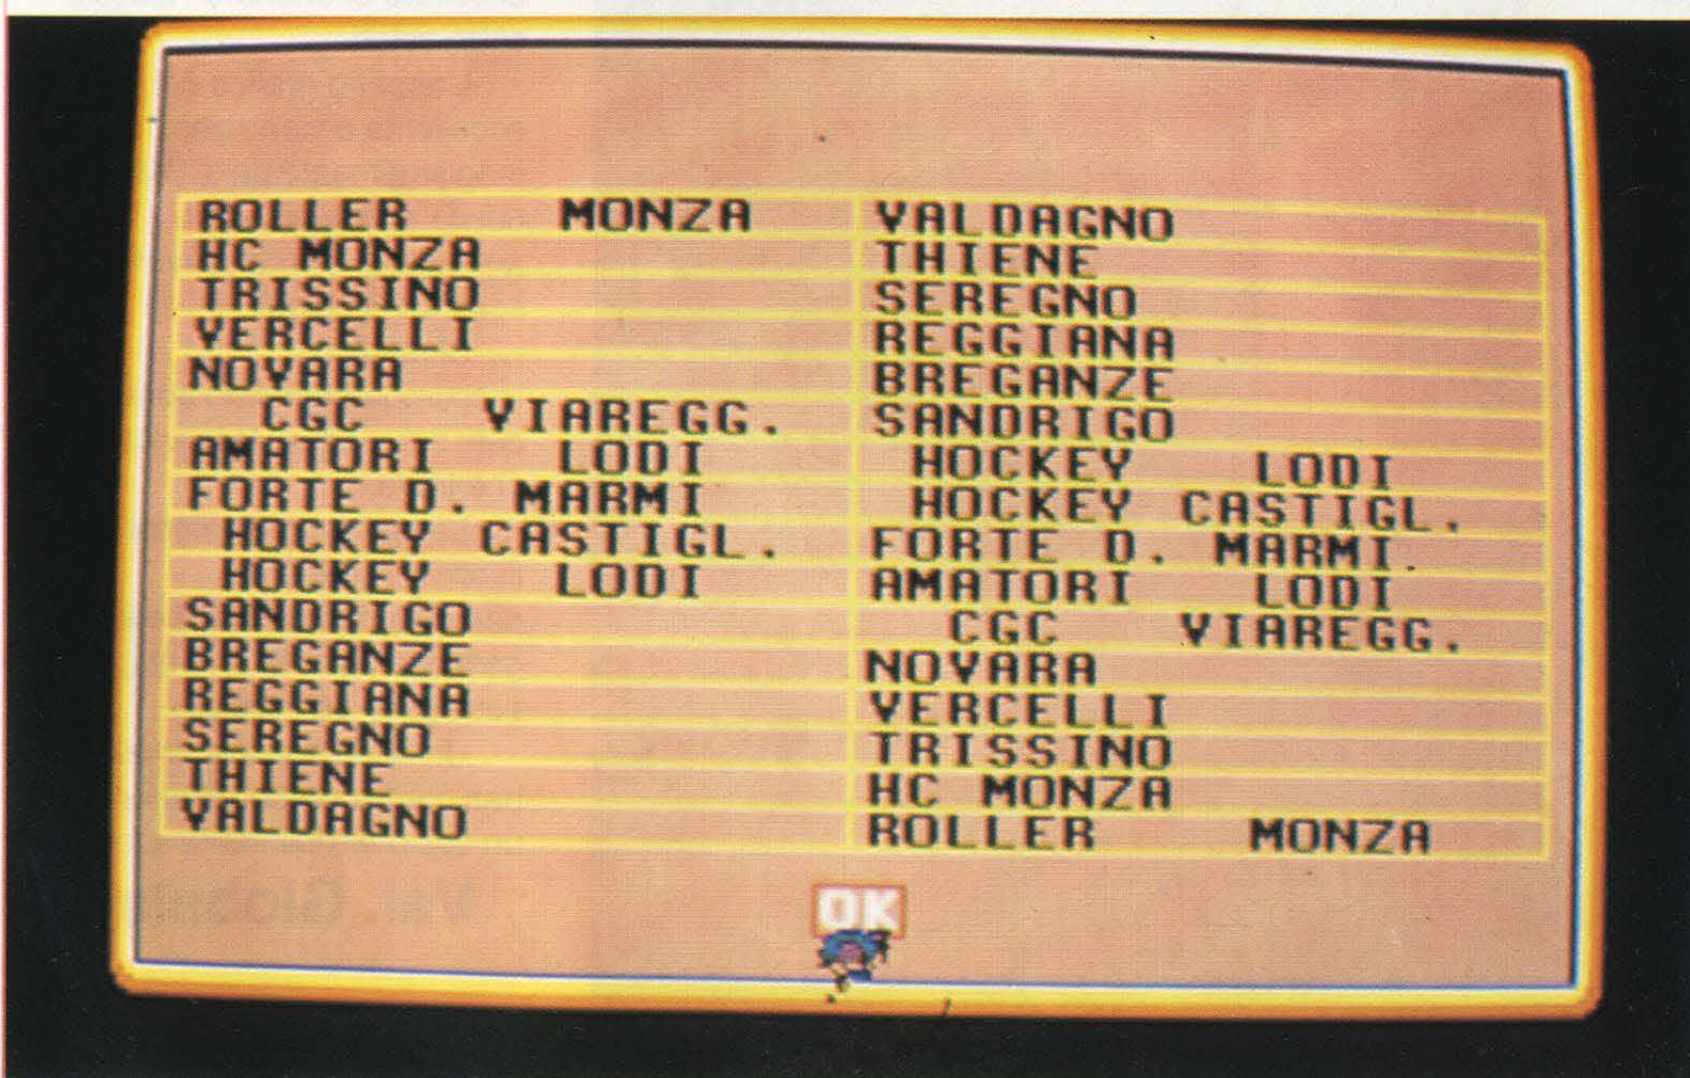 ROLLER MONZA VALDAGNO
HC MONZA THIENE
TRISSINO SEREGNO
VERCELLI REGGIANA
NOVARA BREGANZE
CGC VIAREGG. SANDRIGO
AMATORI LODI HOCKEY LODI
FORTE D. MARMI HOCKEY CASTIGL.
HOCKEY CASTIGL. FORTE D. MARMI
HOCKEY LODI AMATORI LODI
SANDRIGO CGC VIAREGG.
BREGANZE NOVARA
REGGIANA VERCELLI
SEREGNO TRISSINO
THIENE HC MONZA
VALDAGNO ROLLER MONZA
OK